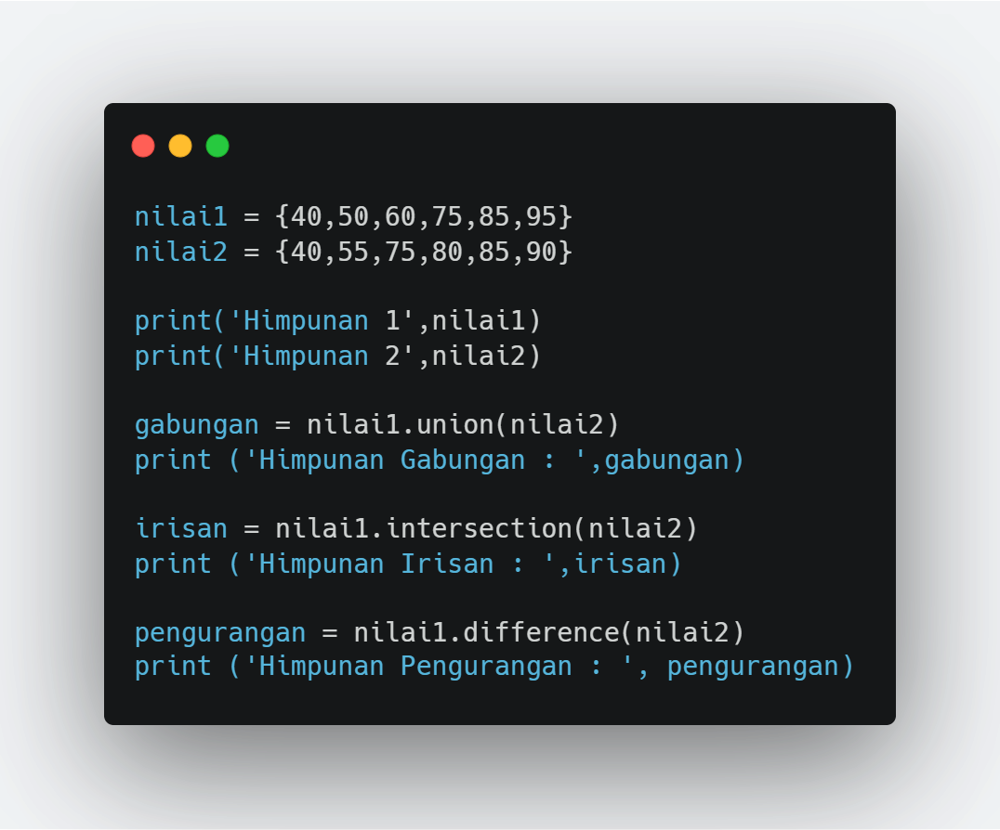 nilai1 = {40,50,60,75,85,95}
nilai2 = {40,55,75,80,85,90}
print('Himpunan 1',nilai1)
print('Himpunan 2',nilai2)
gabungan = nilai1.union(nilai2)
print ('Himpunan Gabungan : ',gabungan)
irisan = nilai1.intersection(nilai2)
print ('Himpunan Irisan : ',irisan)
pengurangan = nilai1.difference(nilai2)
print ('Himpunan Pengurangan : ', pengurangan)